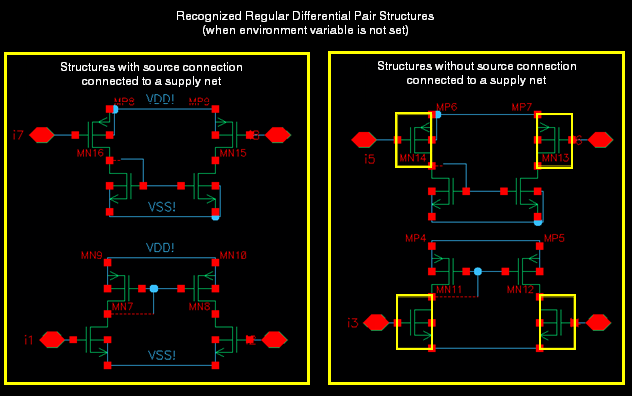 Recognized Regular Differential Pair Structures
(when environment variable is not set)
Structures with source connection
connected to a supply net
MP8
VDD!
MP9
i7
MN16
MN15
VSS!
VDD!
MN9
MN10
MN7
MN8
i1
VSS!
Structures without source connection
connected to a supply net
MP6
MP7
i5
MN14
MN13
MP4
MP5
MN11
MN12
i3